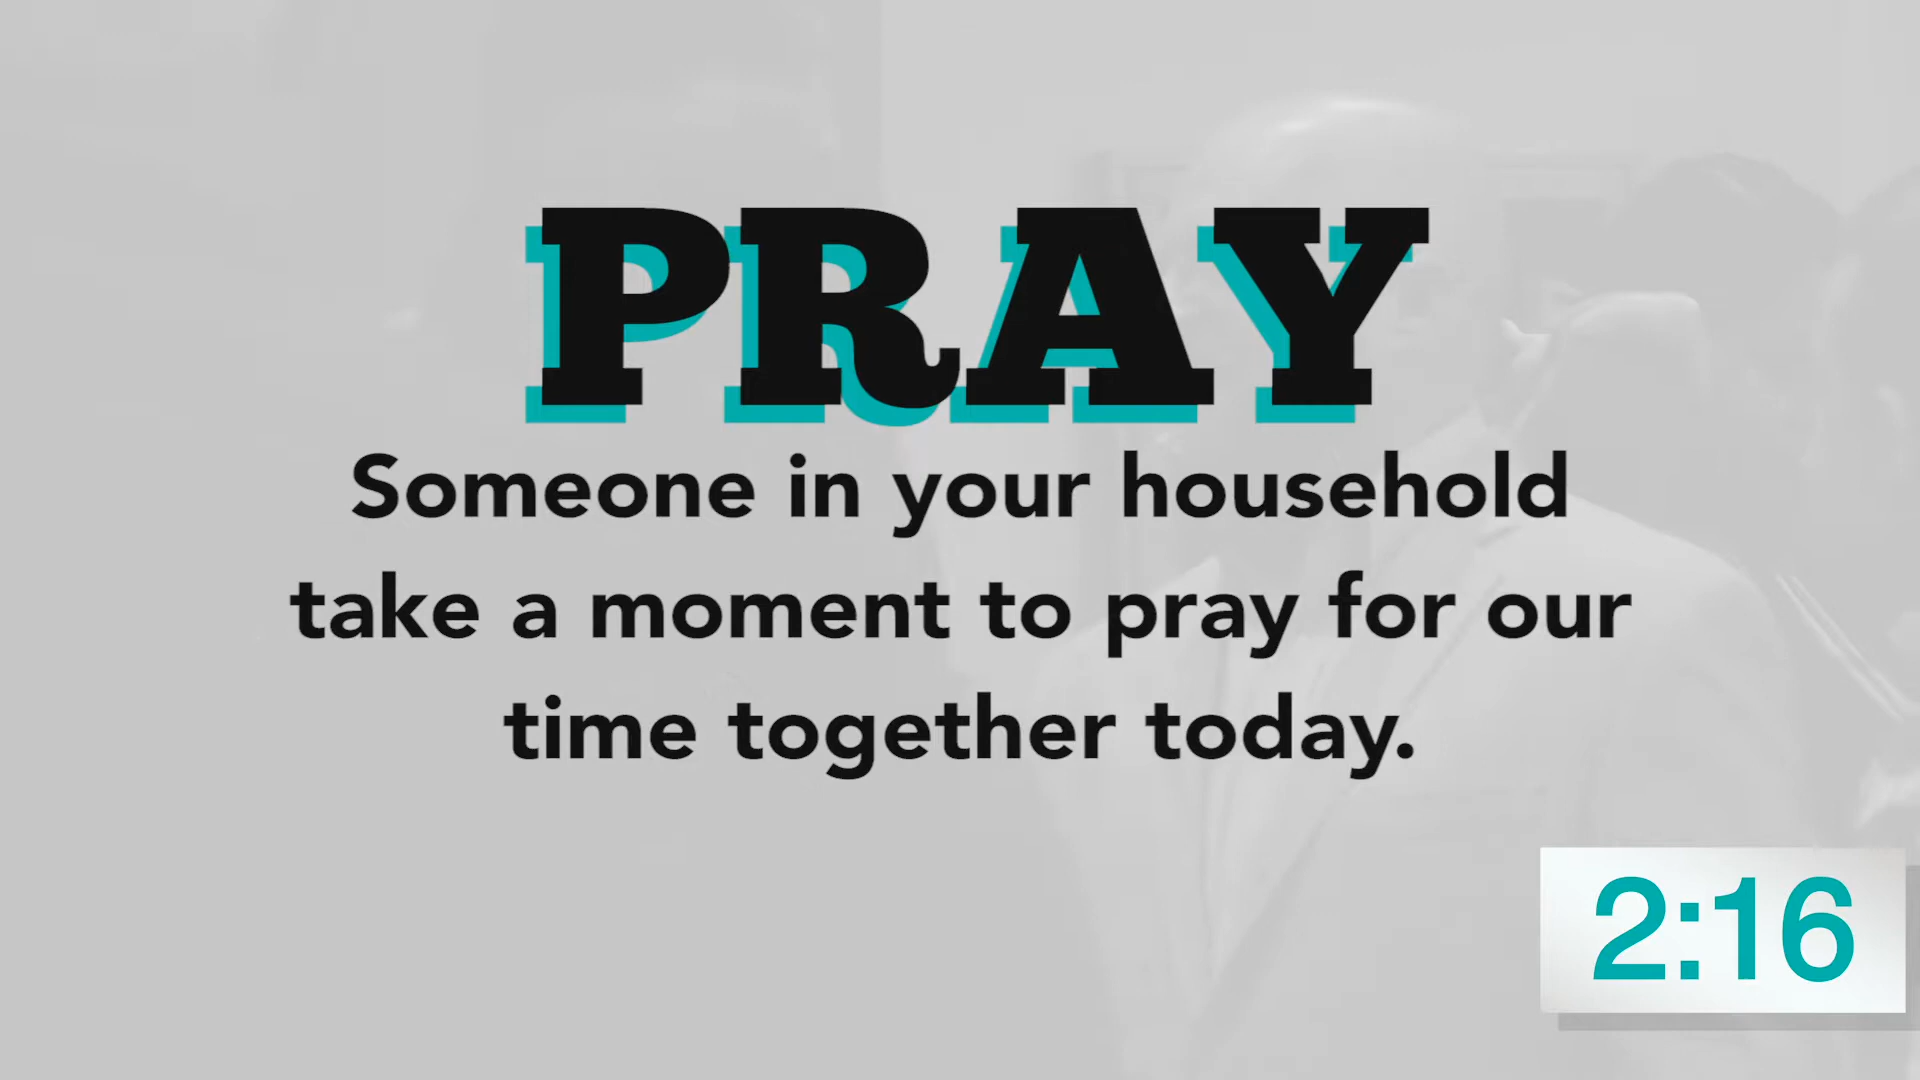 PRAY
Someone in your household
take a moment to pray for our
time together today.
2:16